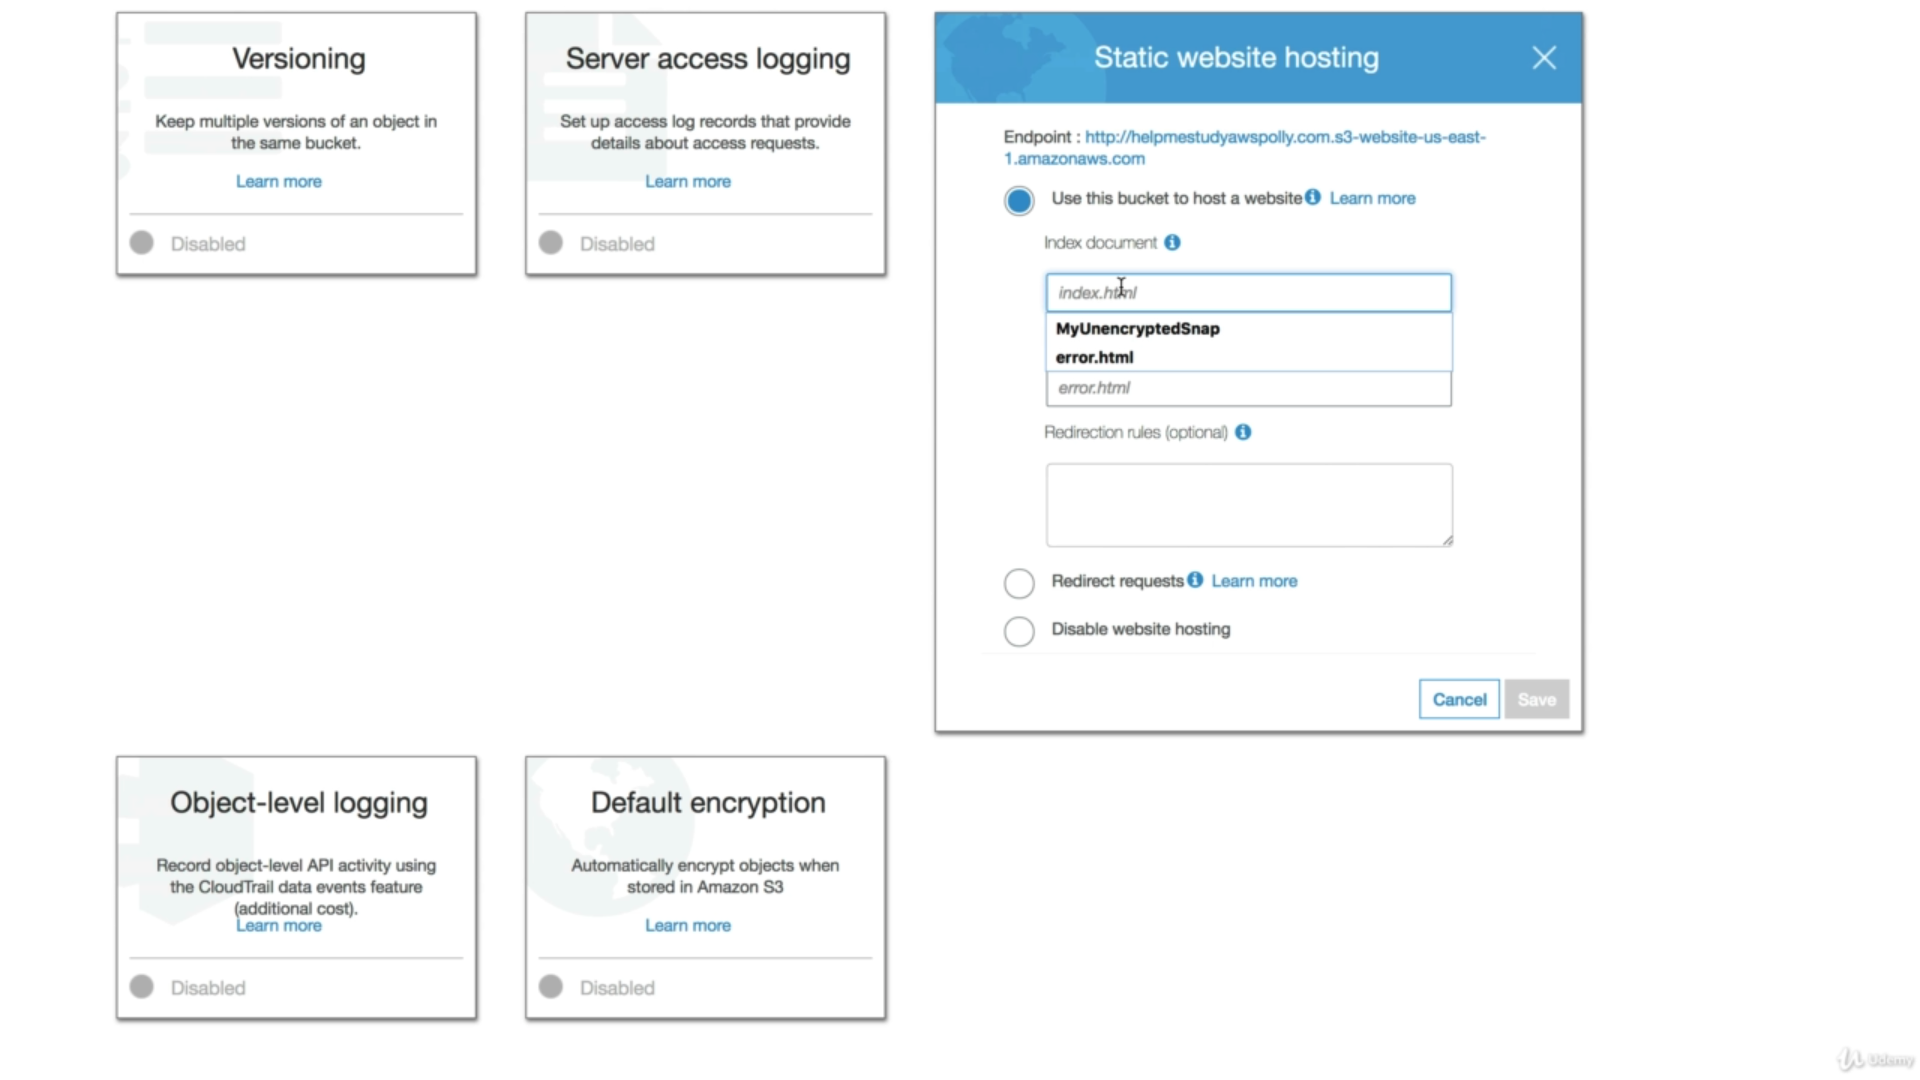 Versioning
Keep multiple versions of an object in
the same bucket.
Learn more
Disabled
Server access logging
Set up access log records that provide
details about access requests.
Learn more
Disabled
Static website hosting
Endpoint : http://helpmestudyawspolly.com.s3-website-us-east-
1.amazonaws.com
Use this bucket to host a website Learn more
Index document
index.html
MyUnencryptedSnap
error.html
error.html
Redirection rules (optional)
Redirect requests Learn more
Disable website hosting
Cancel Save
Object-level logging
Record object-level API activity using
the CloudTrail data events feature
(additional cost).
Learn more
Disabled
Default encryption
Automatically encrypt objects when
stored in Amazon S3
Learn more
Disabled
Udemy